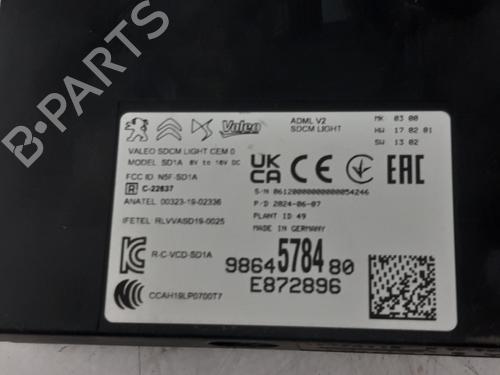 B-PARTS
Valeo
ADML V2
SDCM LIGHT
MK 03 00
HW 17 02 01
SW 13 02
VALEO SDCM LIGHT CEM 0
MODEL: SD1A 8V to 16V DC
FCC ID: N5F-SD1A
R C-22637
ANATEL: 00323-19-02336
IFETEL: RLVVASD19-0025
UK CA CE EAC
S/N 06120000000000054246
P/D 2024-06-07
PLANT ID 49
MADE IN GERMANY
R-C-VCD-SD1A
98645784 80
E872896
CCAH19LP0700T7